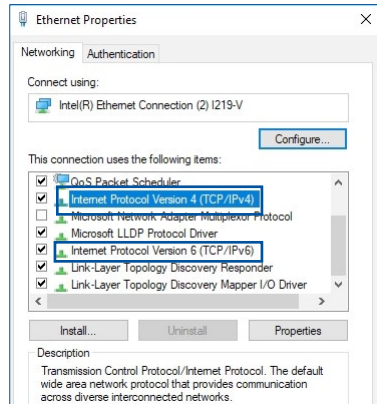 Ethernet Properties
Networking
Authentication
Connect using:
Intel(R) Ethernet Connection (2) I219-V
Configure...
This connection uses the following items:
QoS Packet Scheduler
Internet Protocol Version 4 (TCP/IPv4)
Microsoft Network Adapter Multiplexor Protocol
Microsoft LLDP Protocol Driver
Internet Protocol Version 6 (TCP/IPv6)
Link-Layer Topology Discovery Responder
Link-Layer Topology Discovery Mapper I/O Driver
Install...
Uninstall
Properties
Description
Transmission Control Protocol/Internet Protocol. The default
wide area network protocol that provides communication
across diverse interconnected networks.